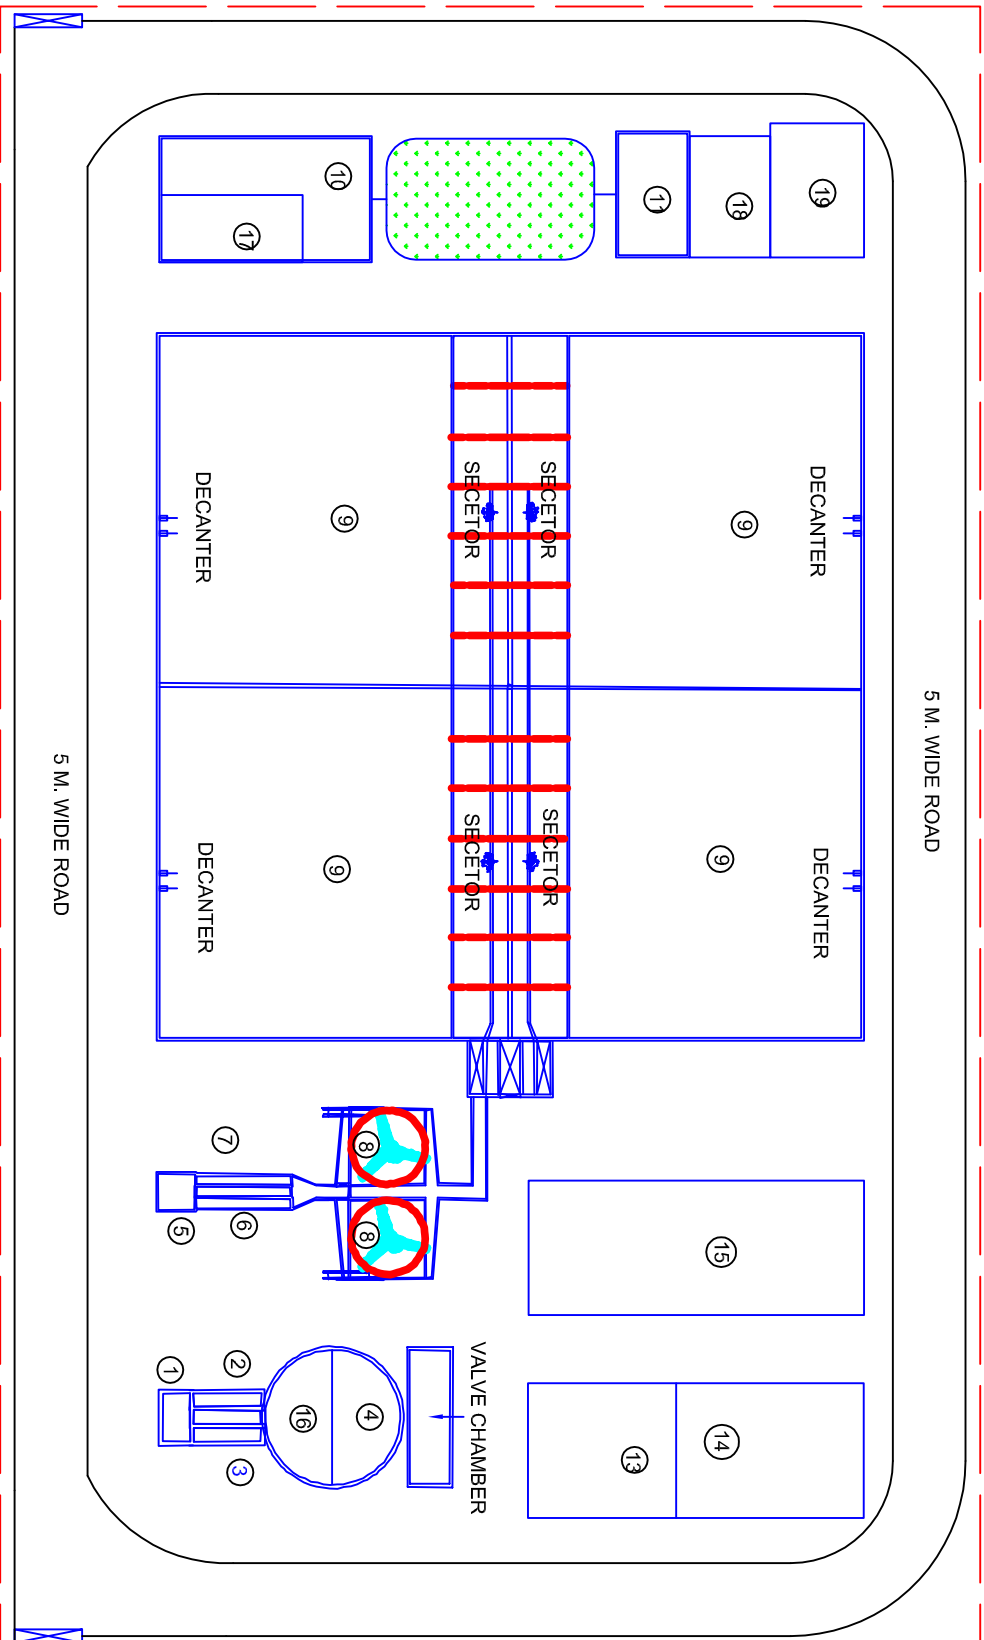 19
18
11
10
17
DECANTER
9
SECETOR
SECETOR
9
DECANTER
5 M. WIDE ROAD
DECANTER
9
SECETOR
SECETOR
9
DECANTER
5 M. WIDE ROAD
8
7
6
5
8
15
VALVE CHAMBER
14
13
4
16
2
1
3